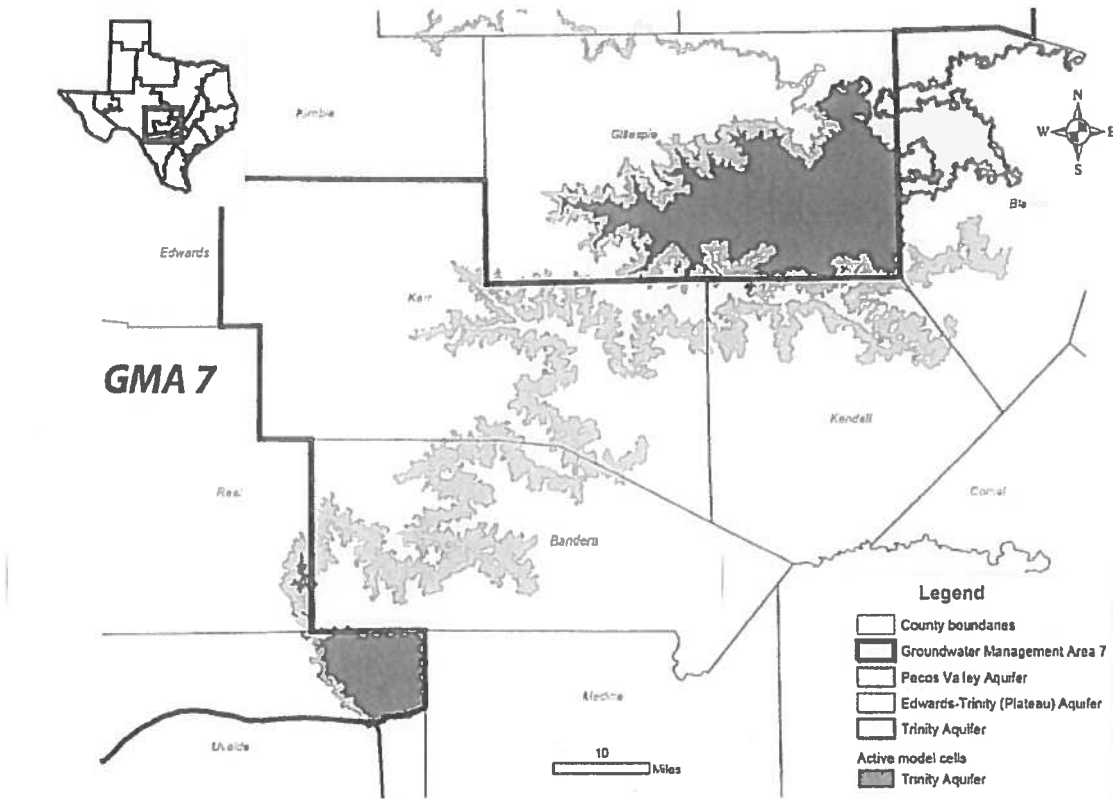 N
W E
S
Kimble
Gillespie
Edwards
Kerr
GMA 7
Kendall
Real
Comal
Bandera
Legend
County boundaries
Groundwater Management Area 7
Pecos Valley Aquifer
Edwards-Trinity (Plateau) Aquifer
Trinity Aquifer
Active model cells
Trinity Aquifer
Medina
Uvalde
10
Miles